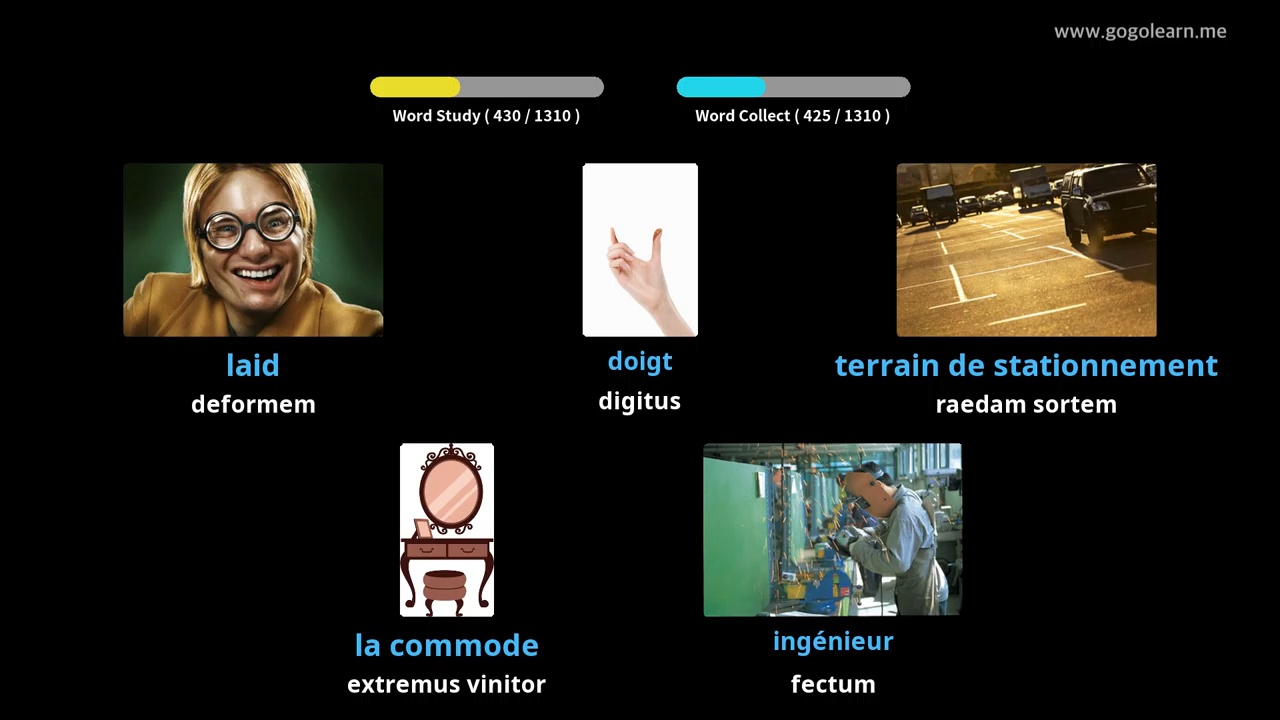 www.gogolearn.me
Word Study ( 430 / 1310 )
Word Collect ( 425 / 1310 )
laid
deformem
doigt
digitus
terrain de stationnement
raedam sortem
la commode
extremus vinitor
ingénieur
fectum